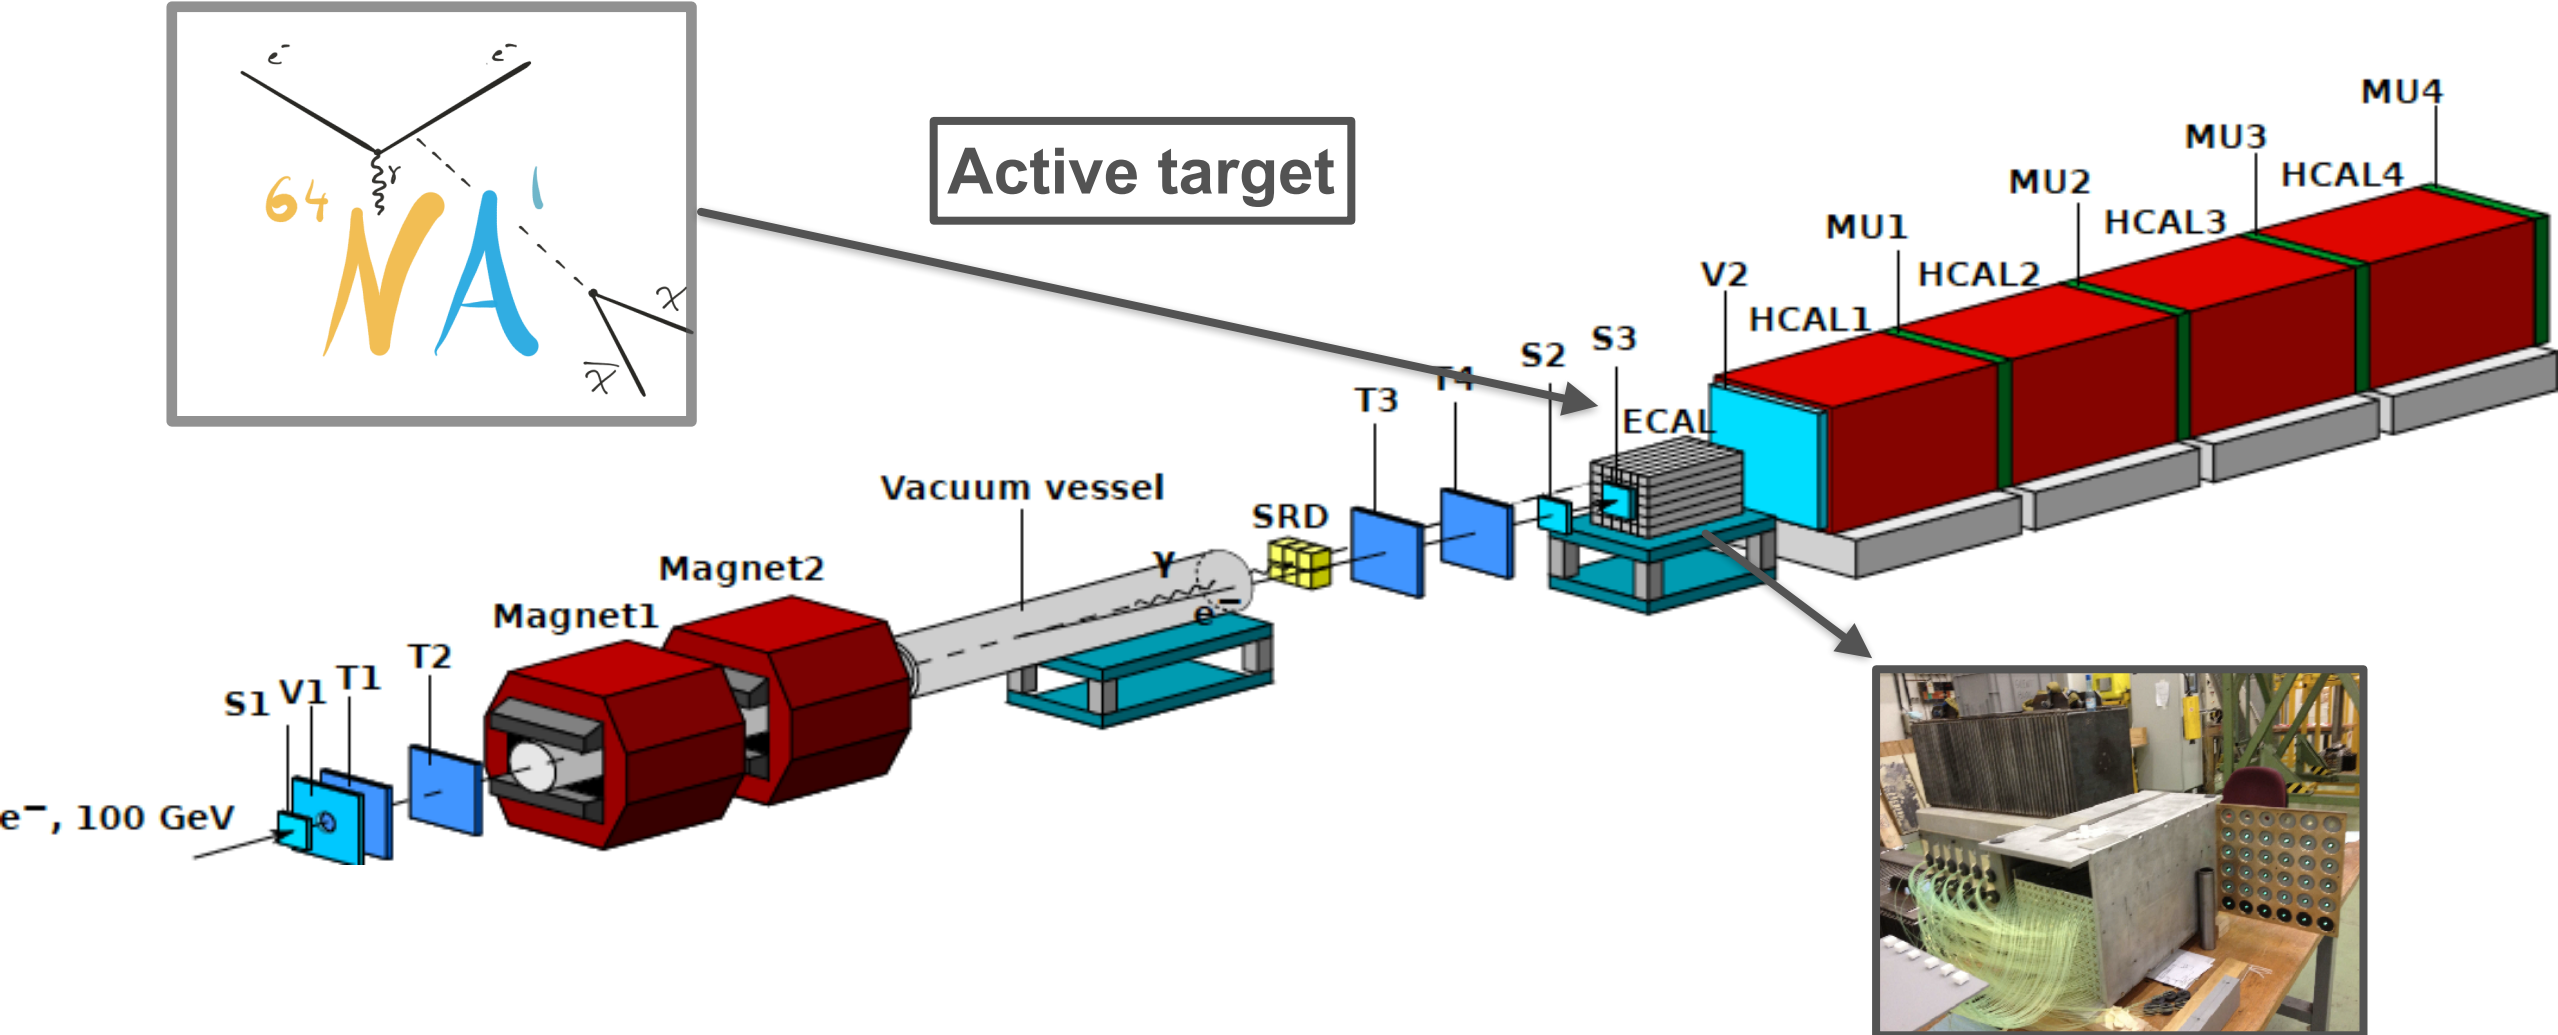 e⁻
e⁻
γ
64
NA'
χ
χ̅
Active target
MU4
MU3
HCAL4
MU2
HCAL3
MU1
HCAL2
V2
HCAL1
S3
S2
T4
T3
ECAL
Vacuum vessel
SRD
γ
e⁻
Magnet2
Magnet1
T2
T1
V1
S1
e⁻, 100 GeV